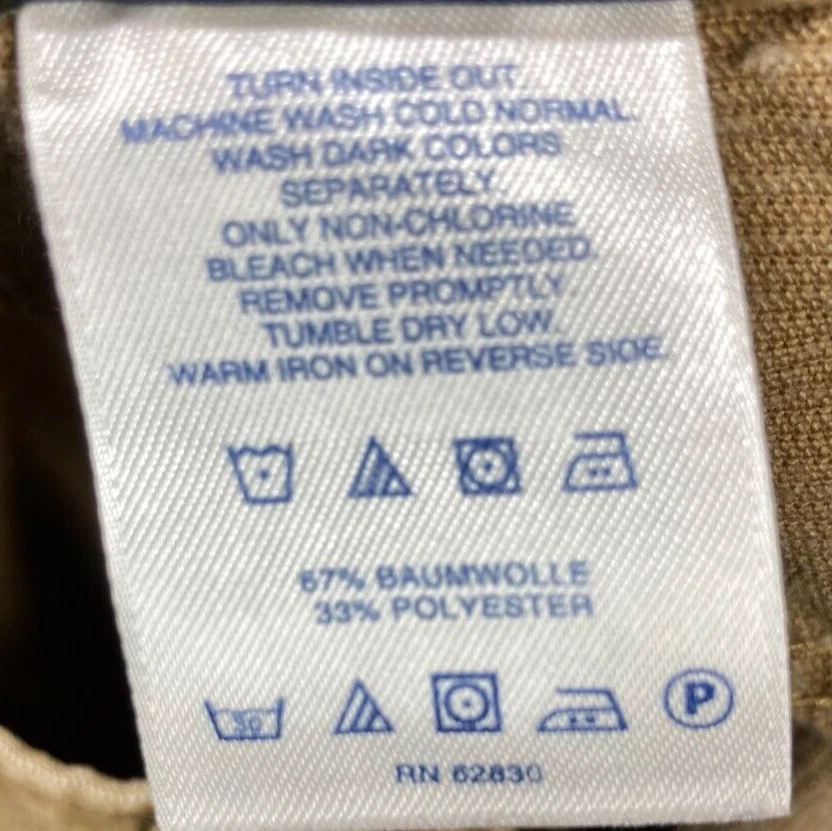 TURN INSIDE OUT.
MACHINE WASH COLD NORMAL.
WASH DARK COLORS
SEPARATELY.
ONLY NON-CHLORINE
BLEACH WHEN NEEDED.
REMOVE PROMPTLY.
TUMBLE DRY LOW.
WARM IRON ON REVERSE SIDE.
67% BAUMWOLLE
33% POLYESTER
30 P
RN 62830